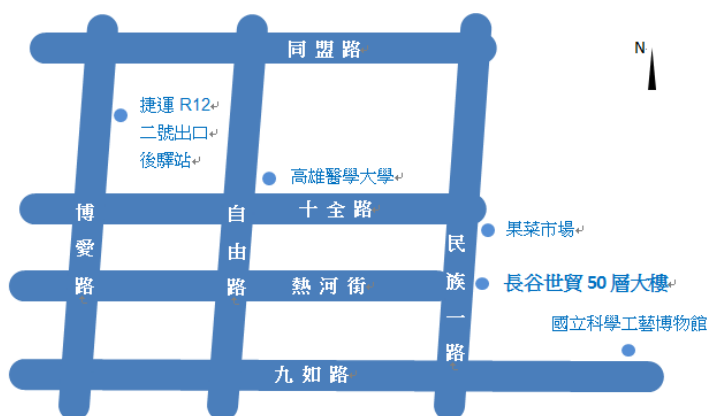 同盟路
N
捷運 R12
二號出口
後驛站
高雄醫學大學
十全路
博愛路
自由路
民族一路
果菜市場
熱河街
長谷世貿 50 層大樓
國立科學工藝博物館
九如路